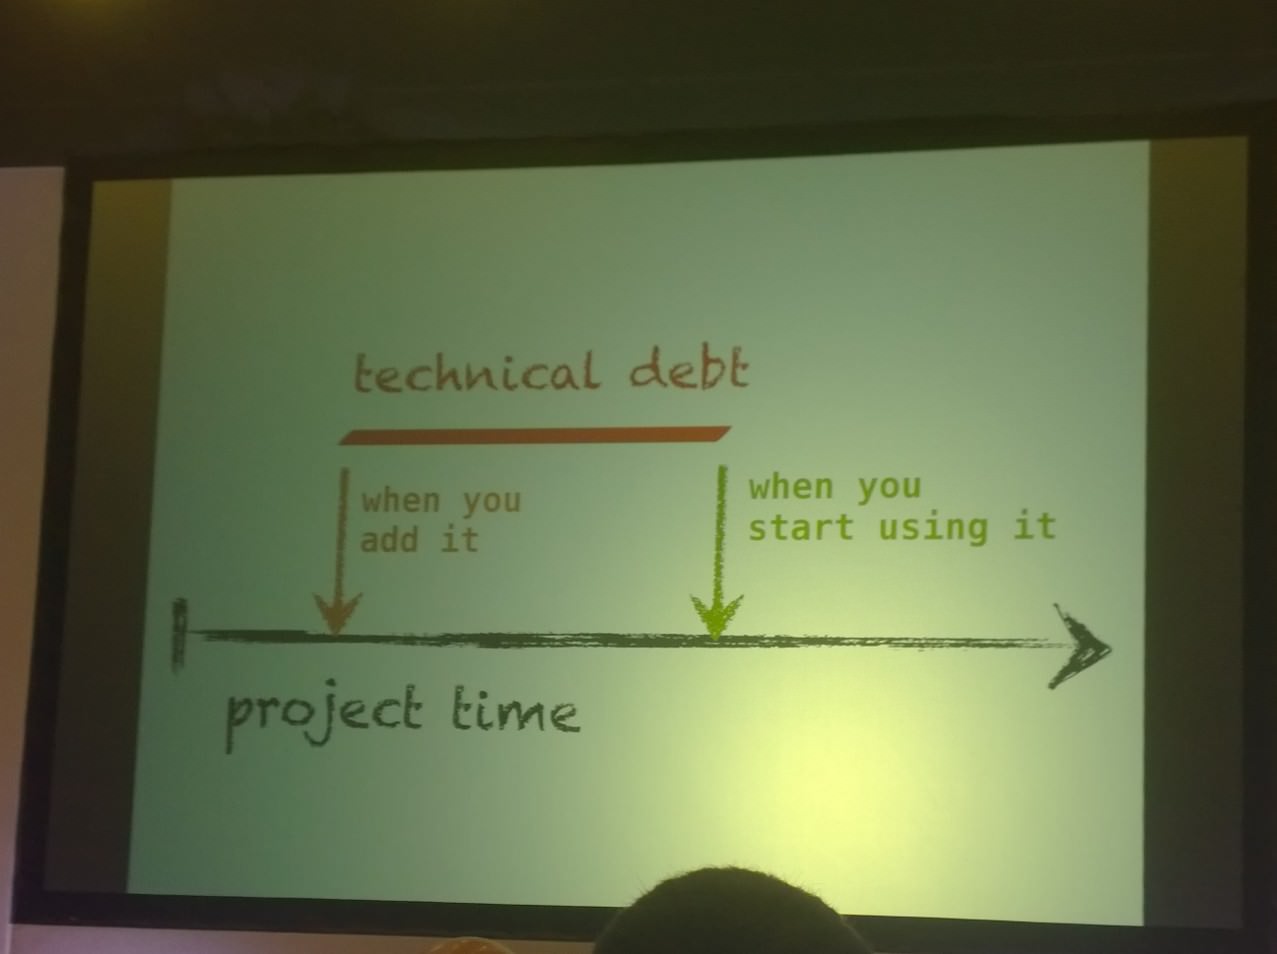 technical debt
when you
add it
when you
start using it
project time